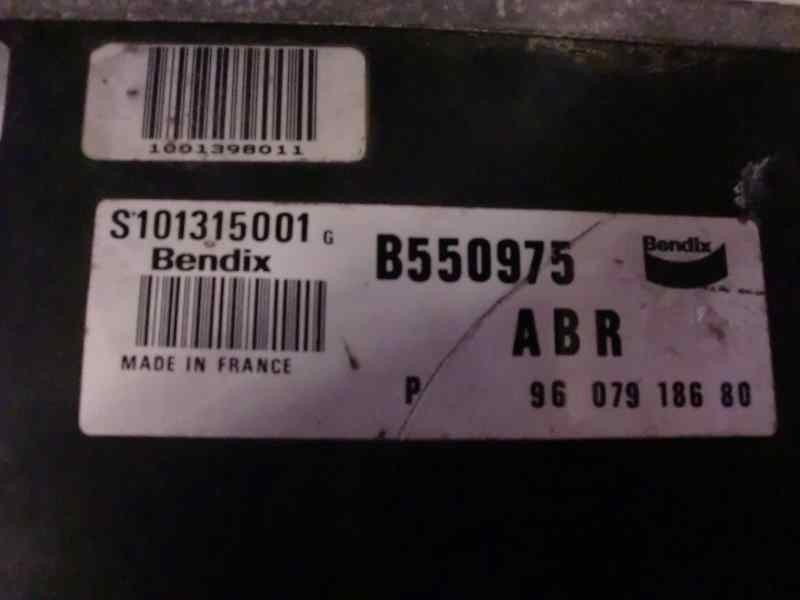 1001398011
S101315001 G
Bendix
MADE IN FRANCE
B550975
Bendix
ABR
P 96 079 186 80